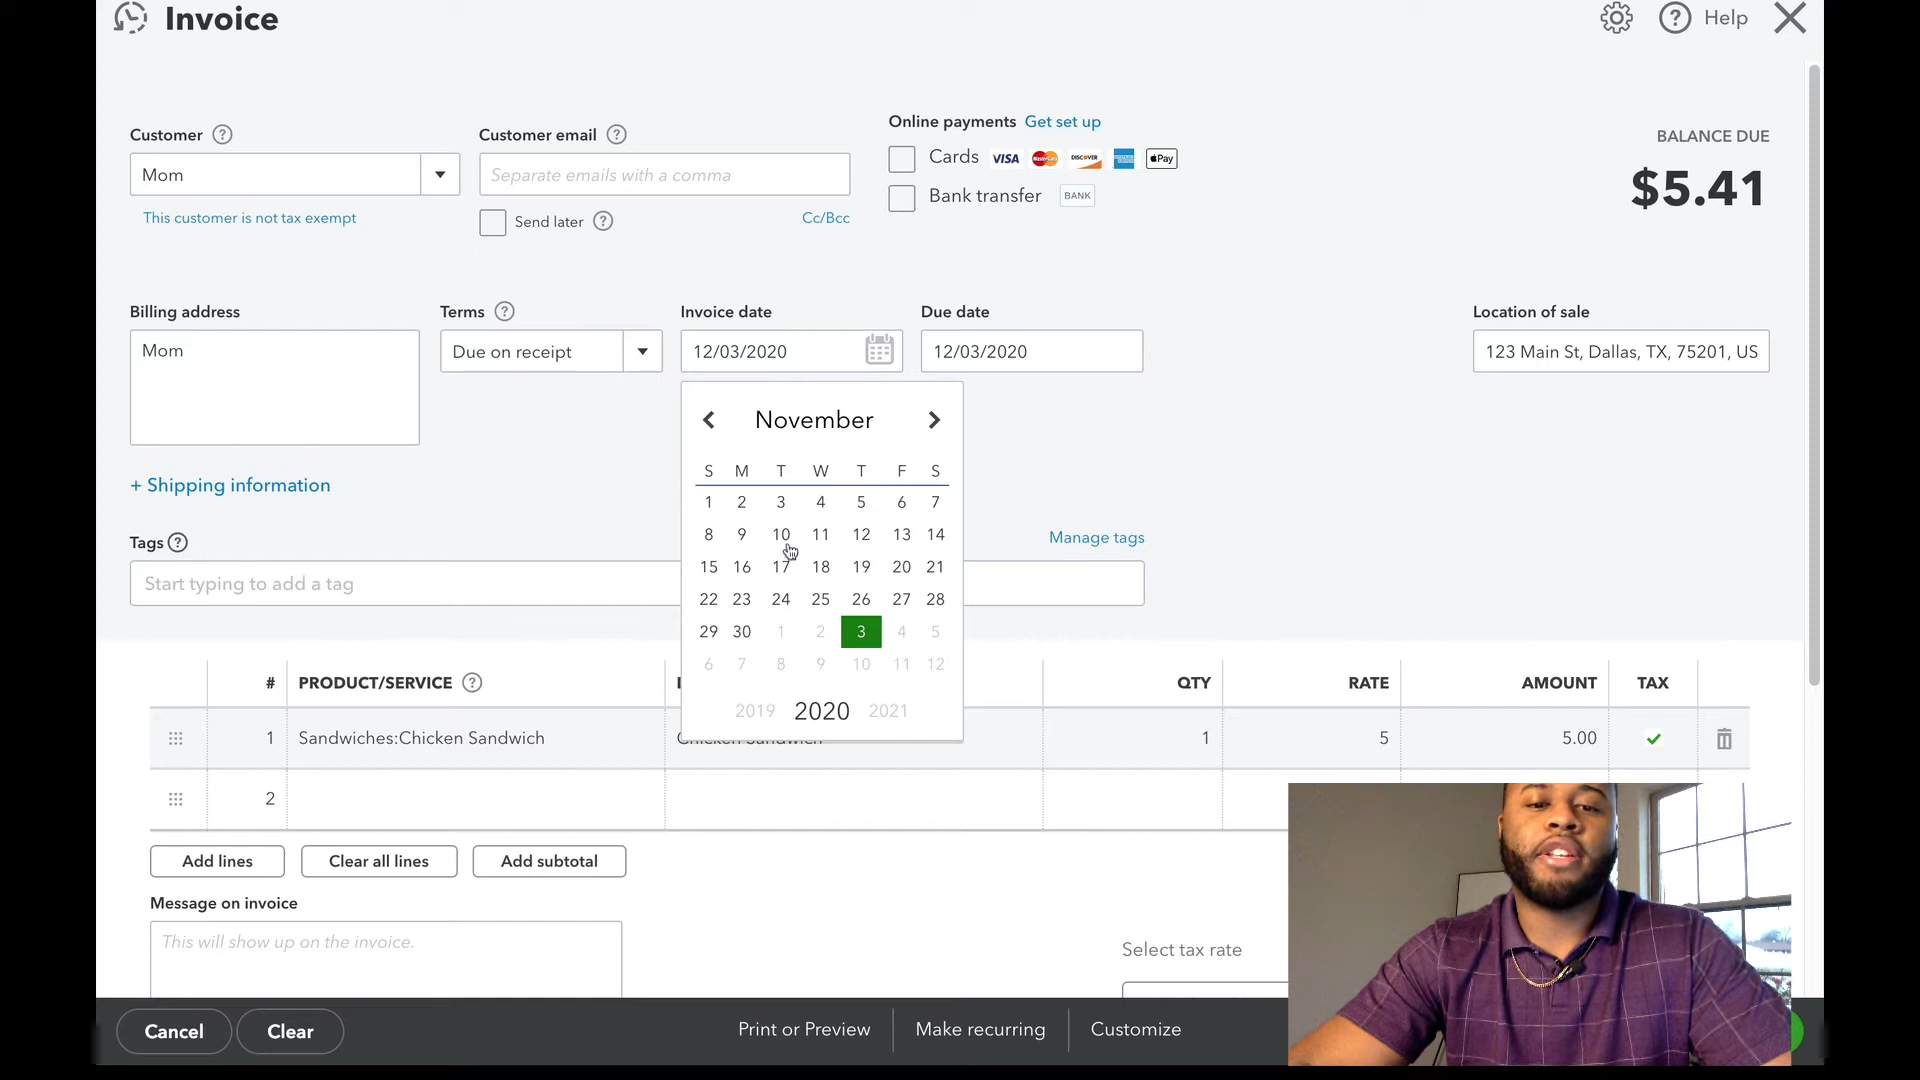 Invoice
Help
Customer
Mom
This customer is not tax exempt
Customer email
Separate emails with a comma
Send later
Cc/Bcc
Online payments Get set up
Cards VISA MasterCard DISCOVER Pay
Bank transfer BANK
BALANCE DUE
$5.41
Billing address
Mom
Terms
Due on receipt
Invoice date
12/03/2020
Due date
12/03/2020
Location of sale
123 Main St, Dallas, TX, 75201, US
+ Shipping information
November
S M T W T F S
1 2 3 4 5 6 7
8 9 10 11 12 13 14
15 16 17 18 19 20 21
22 23 24 25 26 27 28
29 30 1 2 3 4 5
6 7 8 9 10 11 12
2019 2020 2021
Tags
Manage tags
Start typing to add a tag
# PRODUCT/SERVICE QTY RATE AMOUNT TAX
1 Sandwiches:Chicken Sandwich Chicken Sandwich 1 5 5.00
2
Add lines
Clear all lines
Add subtotal
Message on invoice
This will show up on the invoice.
Select tax rate
Cancel
Clear
Print or Preview
Make recurring
Customize